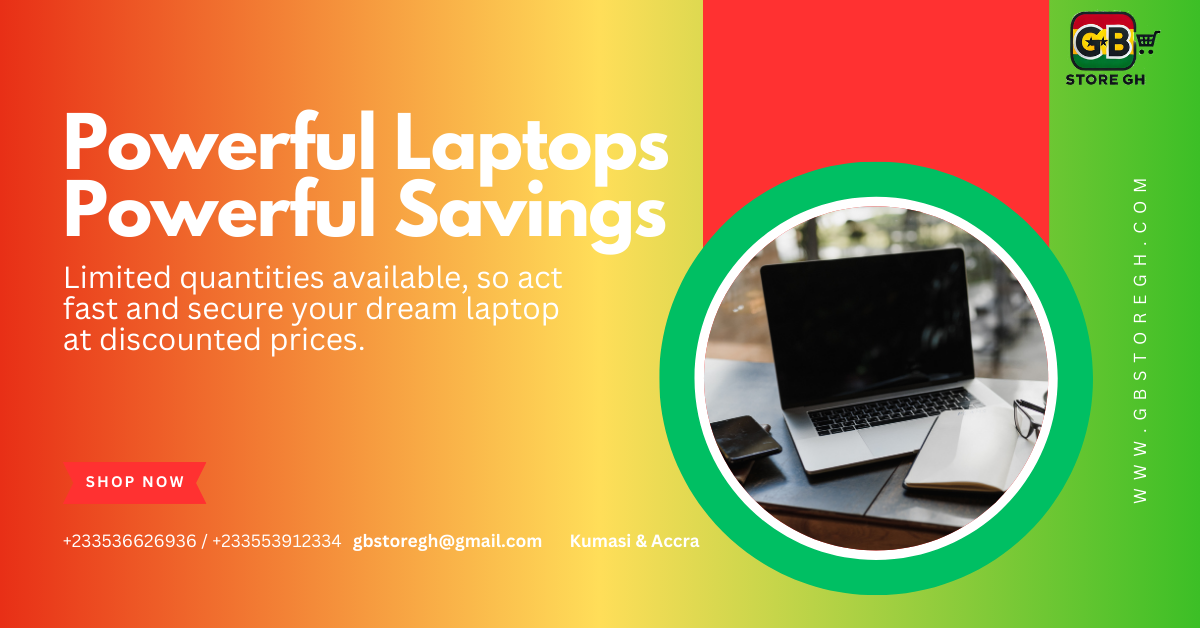 GB
STORE GH
Powerful Laptops
Powerful Savings
Limited quantities available, so act
fast and secure your dream laptop
at discounted prices.
SHOP NOW
+233536626936 / +233553912334 gbstoregh@gmail.com Kumasi & Accra
WWW.GBSTOREGH.COM